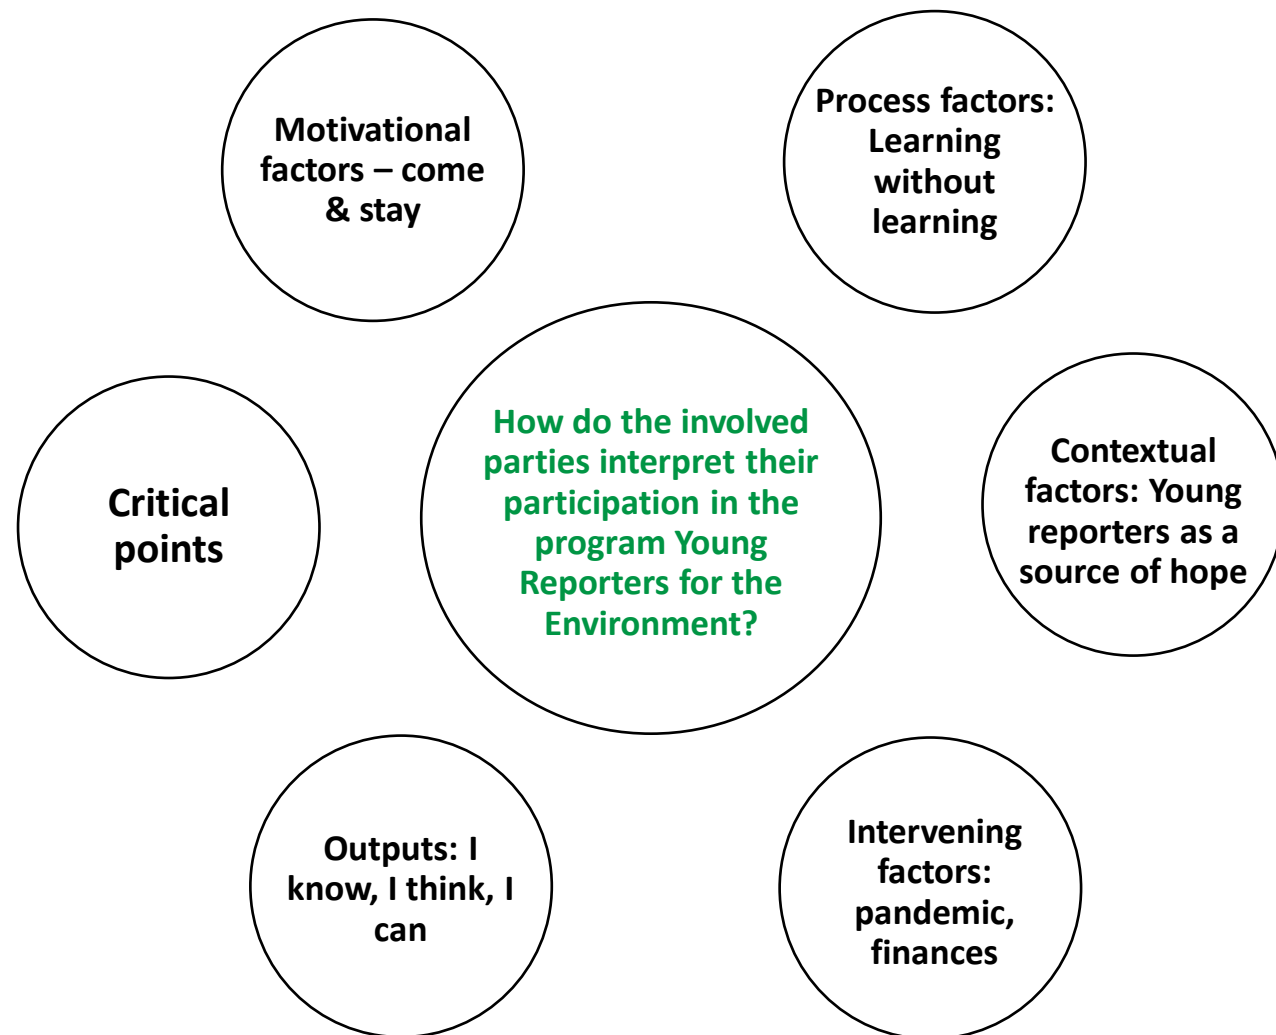 Motivational
factors – come
& stay
Process factors:
Learning
without
learning
Critical
points
How do the involved
parties interpret their
participation in the
program Young
Reporters for the
Environment?
Contextual
factors: Young
reporters as a
source of hope
Outputs: I
know, I think, I
can
Intervening
factors:
pandemic,
finances